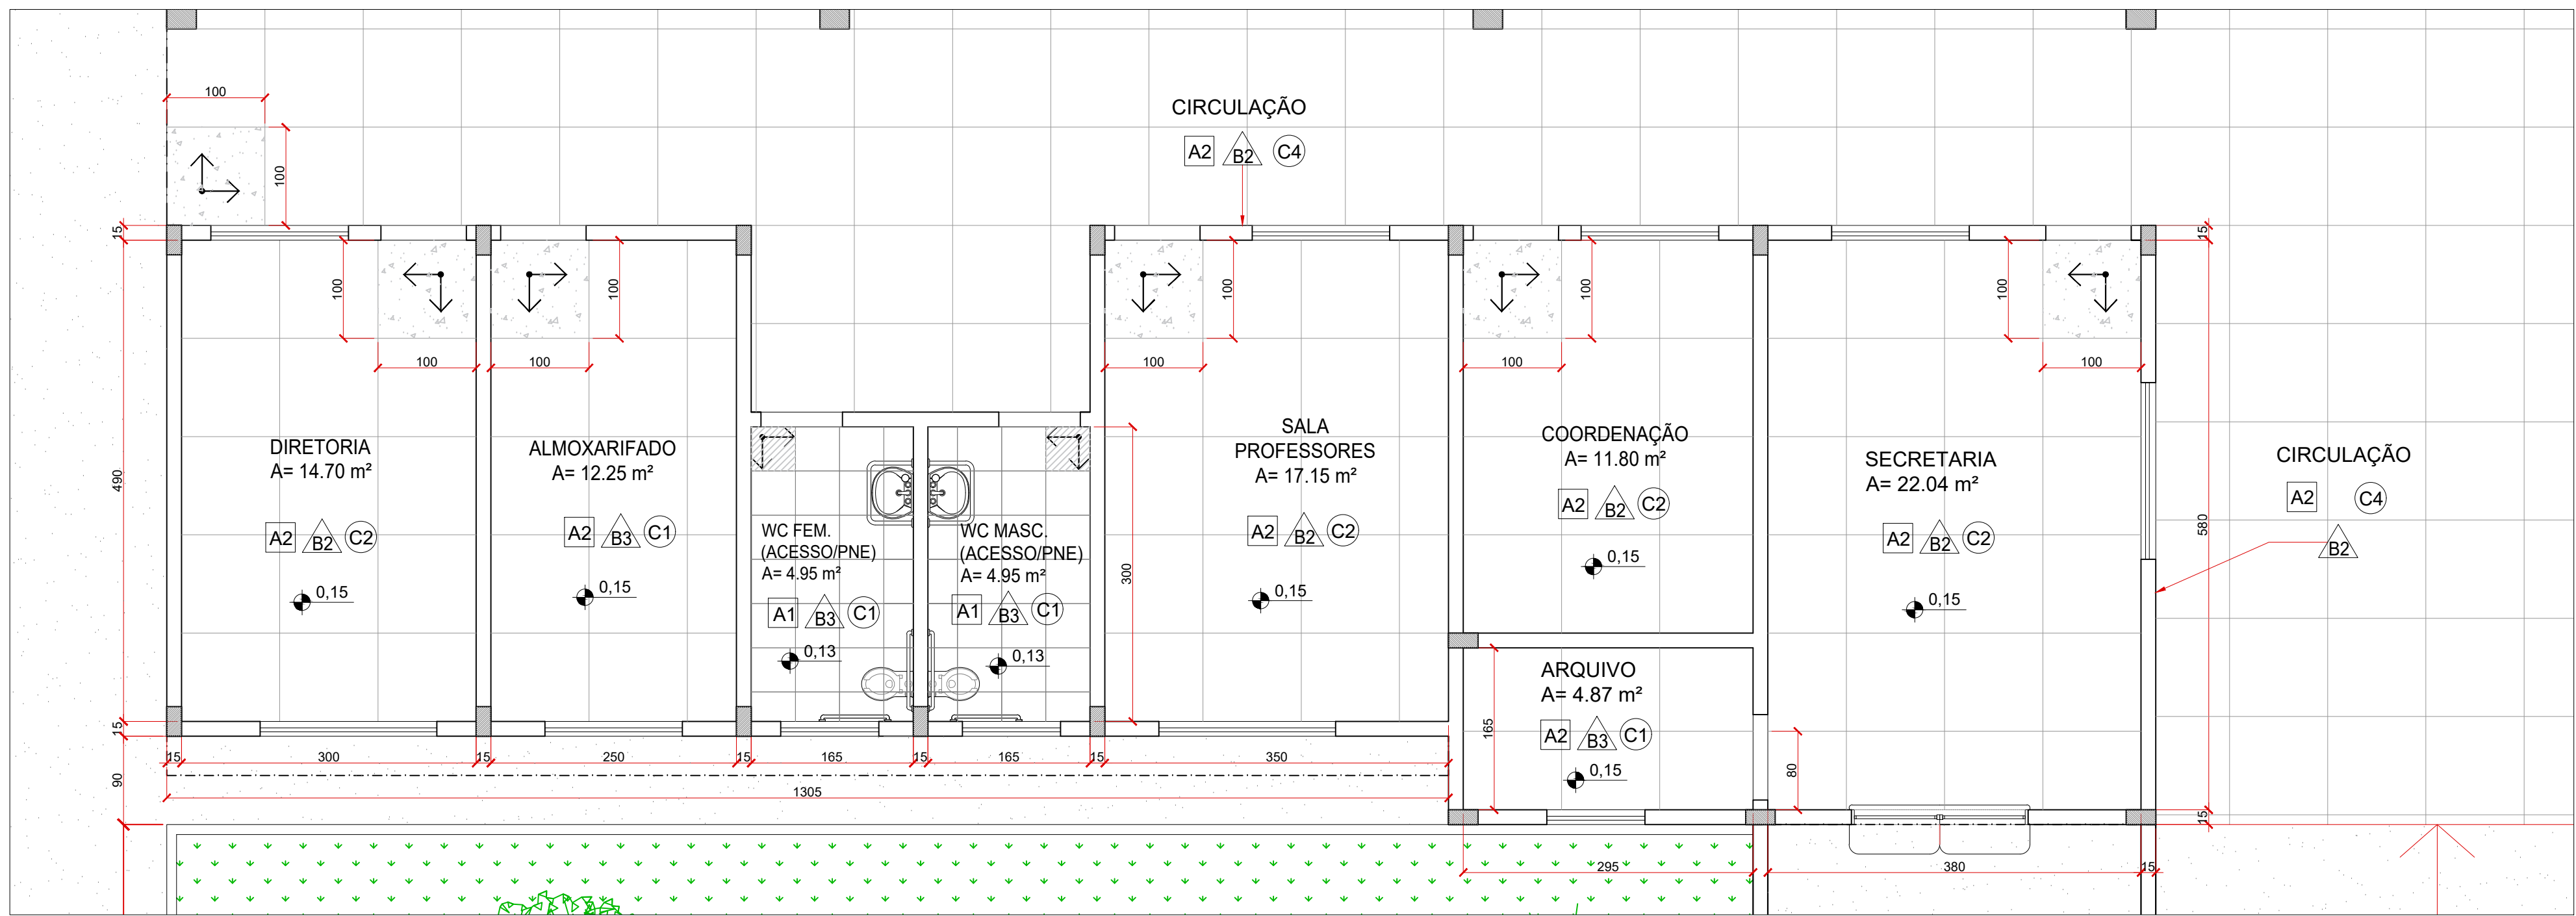 100
CIRCULAÇÃO
A2 B2 C4
100
15
15
100
100
100
100
100
100
100
100
100
100
DIRETORIA
A= 14.70 m²
A2 B2 C2
0,15
ALMOXARIFADO
A= 12.25 m²
A2 B3 C1
0,15
WC FEM.
(ACESSO/PNE)
A= 4.95 m²
A1 B3 C1
0,13
WC MASC.
(ACESSO/PNE)
A= 4.95 m²
A1 B3 C1
0,13
300
SALA
PROFESSORES
A= 17.15 m²
A2 B2 C2
0,15
COORDENAÇÃO
A= 11.80 m²
A2 B2 C2
0,15
SECRETARIA
A= 22.04 m²
A2 B2 C2
0,15
CIRCULAÇÃO
A2 C4
B2
490
580
ARQUIVO
A= 4.87 m²
A2 B3 C1
0,15
165
80
15
90
15 300 15 250 15 165 15 165 15 350
1305
15
295 380 15